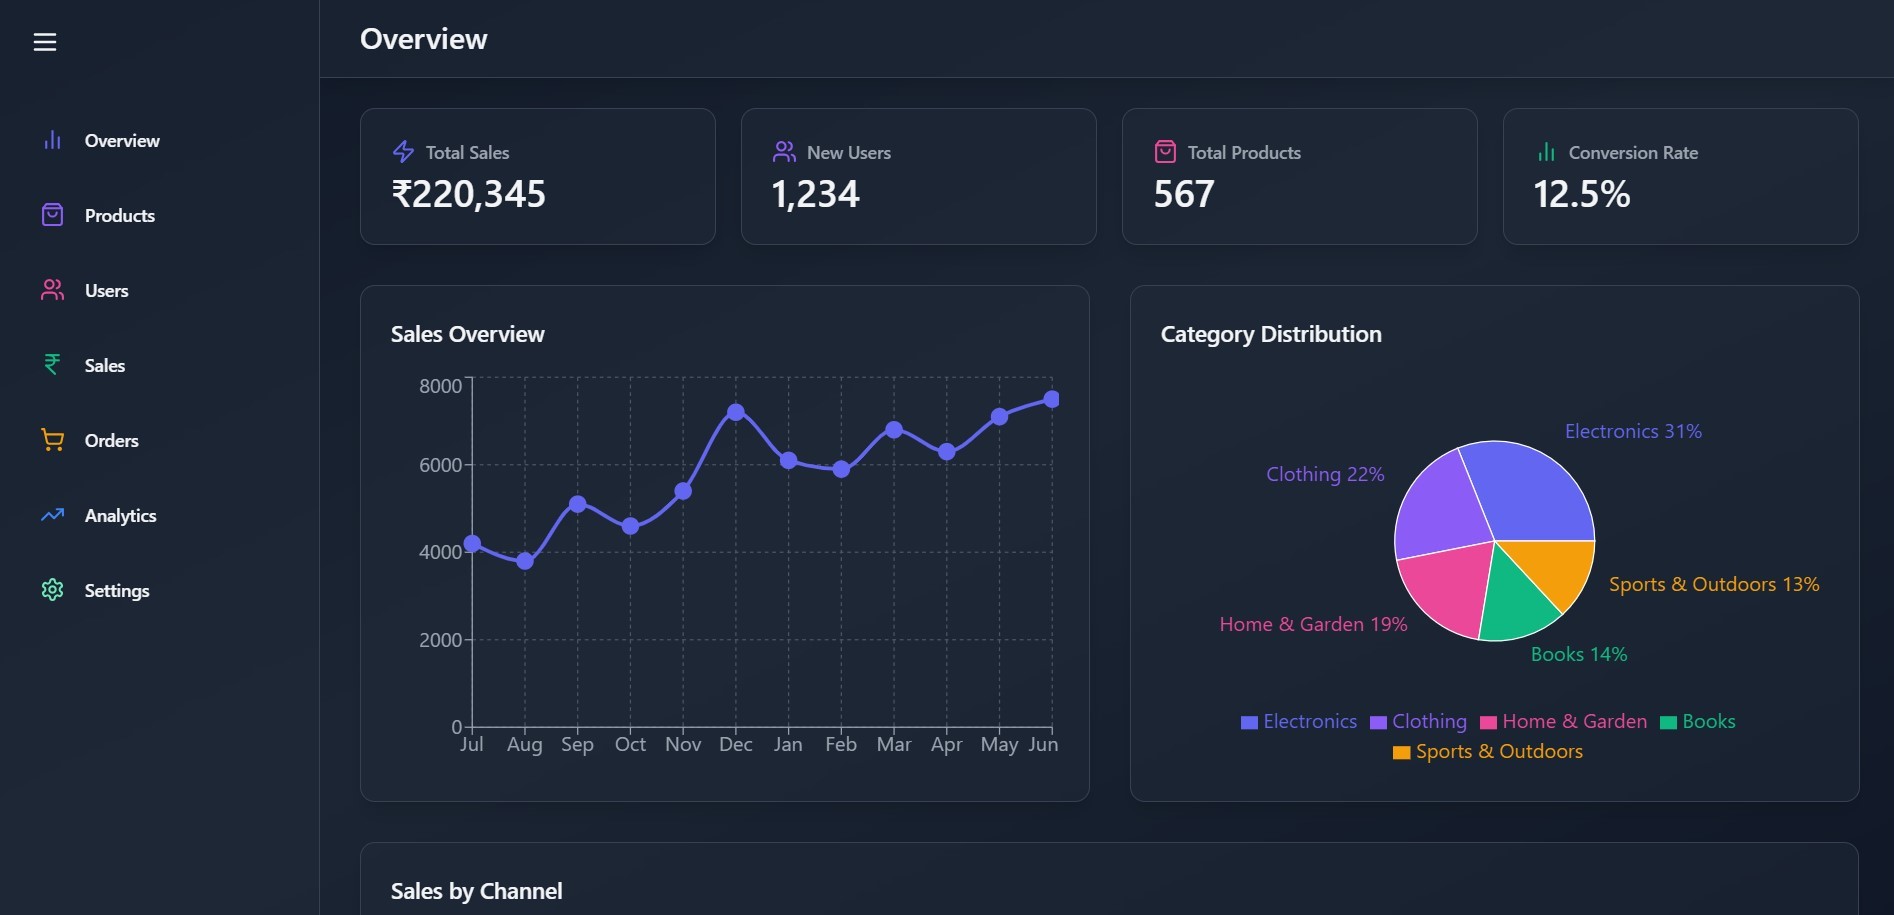 Overview
Products
Users
Sales
Orders
Analytics
Settings
Overview
Total Sales
₹220,345
New Users
1,234
Total Products
567
Conversion Rate
12.5%
Sales Overview
8000
6000
4000
2000
0
Jul Aug Sep Oct Nov Dec Jan Feb Mar Apr May Jun
Category Distribution
Electronics 31%
Clothing 22%
Sports & Outdoors 13%
Home & Garden 19%
Books 14%
Electronics Clothing Home & Garden Books
Sports & Outdoors
Sales by Channel